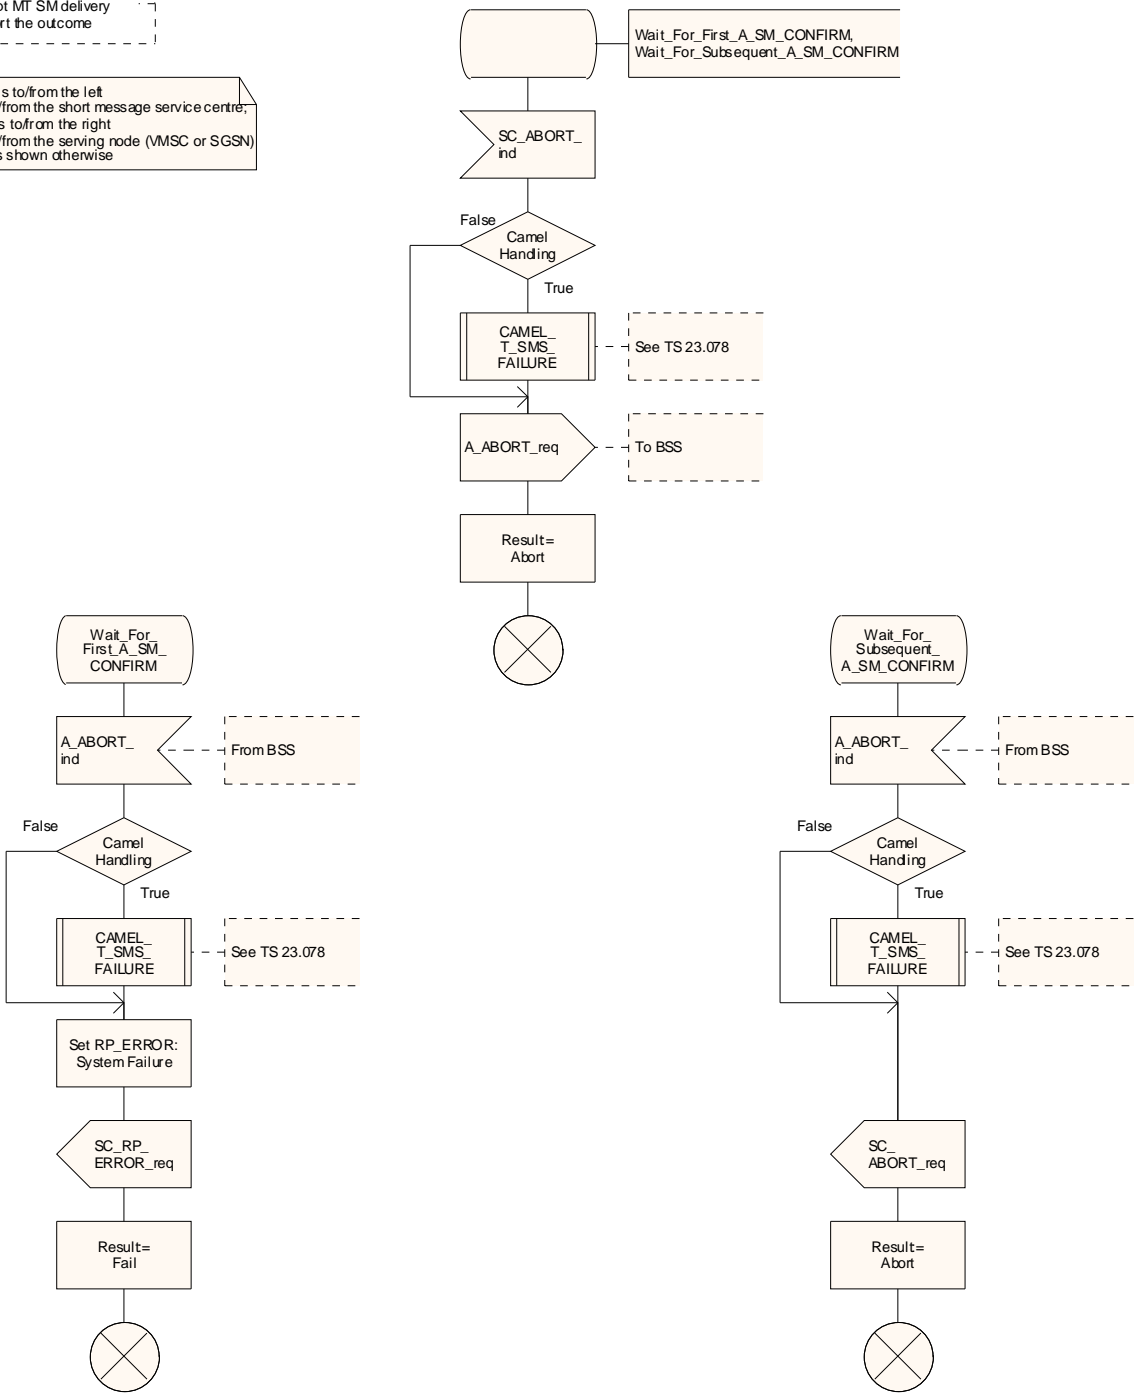 MT SM delivery
the outcome
to/from the left
/from the short message service centre;
to/from the right
/from the serving node (VMSC or SGSN)
shown otherwise
Wait_For_First_A_SM_CONFIRM,
Wait_For_Subsequent_A_SM_CONFIRM
SC_ABORT_
ind
False
Camel
Handling
True
CAMEL_
T_SMS_
FAILURE
See TS 23.078
A_ABORT_req
To BSS
Result=
Abort
Wait_For_
First_A_SM_
CONFIRM
A_ABORT_
ind
From BSS
False
Camel
Handling
True
CAMEL_
T_SMS_
FAILURE
See TS 23.078
Set RP_ERROR:
System Failure
SC_RP_
ERROR_req
Result=
Fail
Wait_For_
Subsequent_
A_SM_CONFIRM
A_ABORT_
ind
From BSS
False
Camel
Handling
True
CAMEL_
T_SMS_
FAILURE
See TS 23.078
SC_
ABORT_req
Result=
Abort